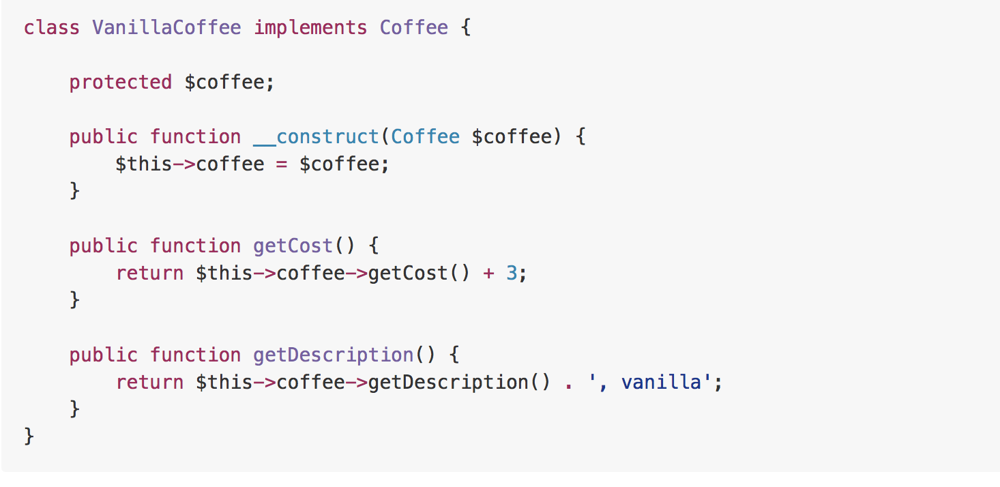 class VanillaCoffee implements Coffee {
protected $coffee;
public function __construct(Coffee $coffee) {
$this->coffee = $coffee;
}
public function getCost() {
return $this->coffee->getCost() + 3;
}
public function getDescription() {
return $this->coffee->getDescription() . ', vanilla';
}
}